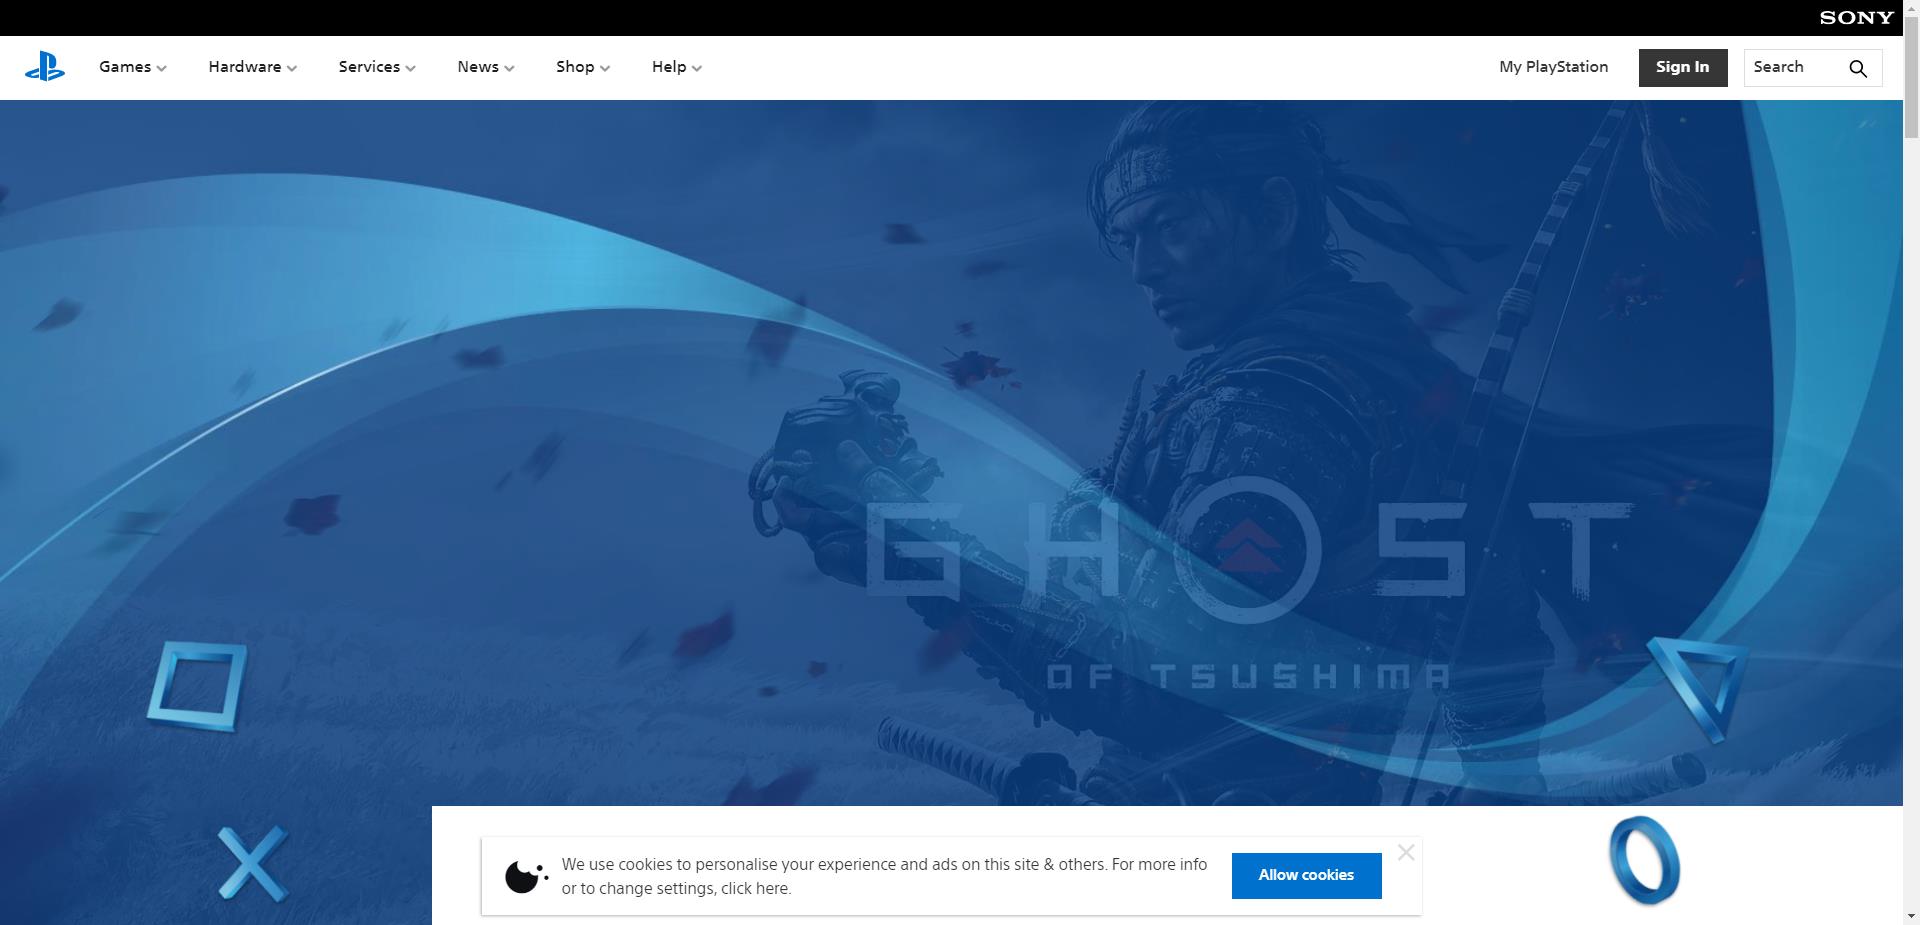 SONY
Games
Hardware
Services
News
Shop
Help
My PlayStation
Sign In
Search
GHOST
OF TSUSHIMA
We use cookies to personalise your experience and ads on this site & others. For more info
or to change settings, click here.
Allow cookies